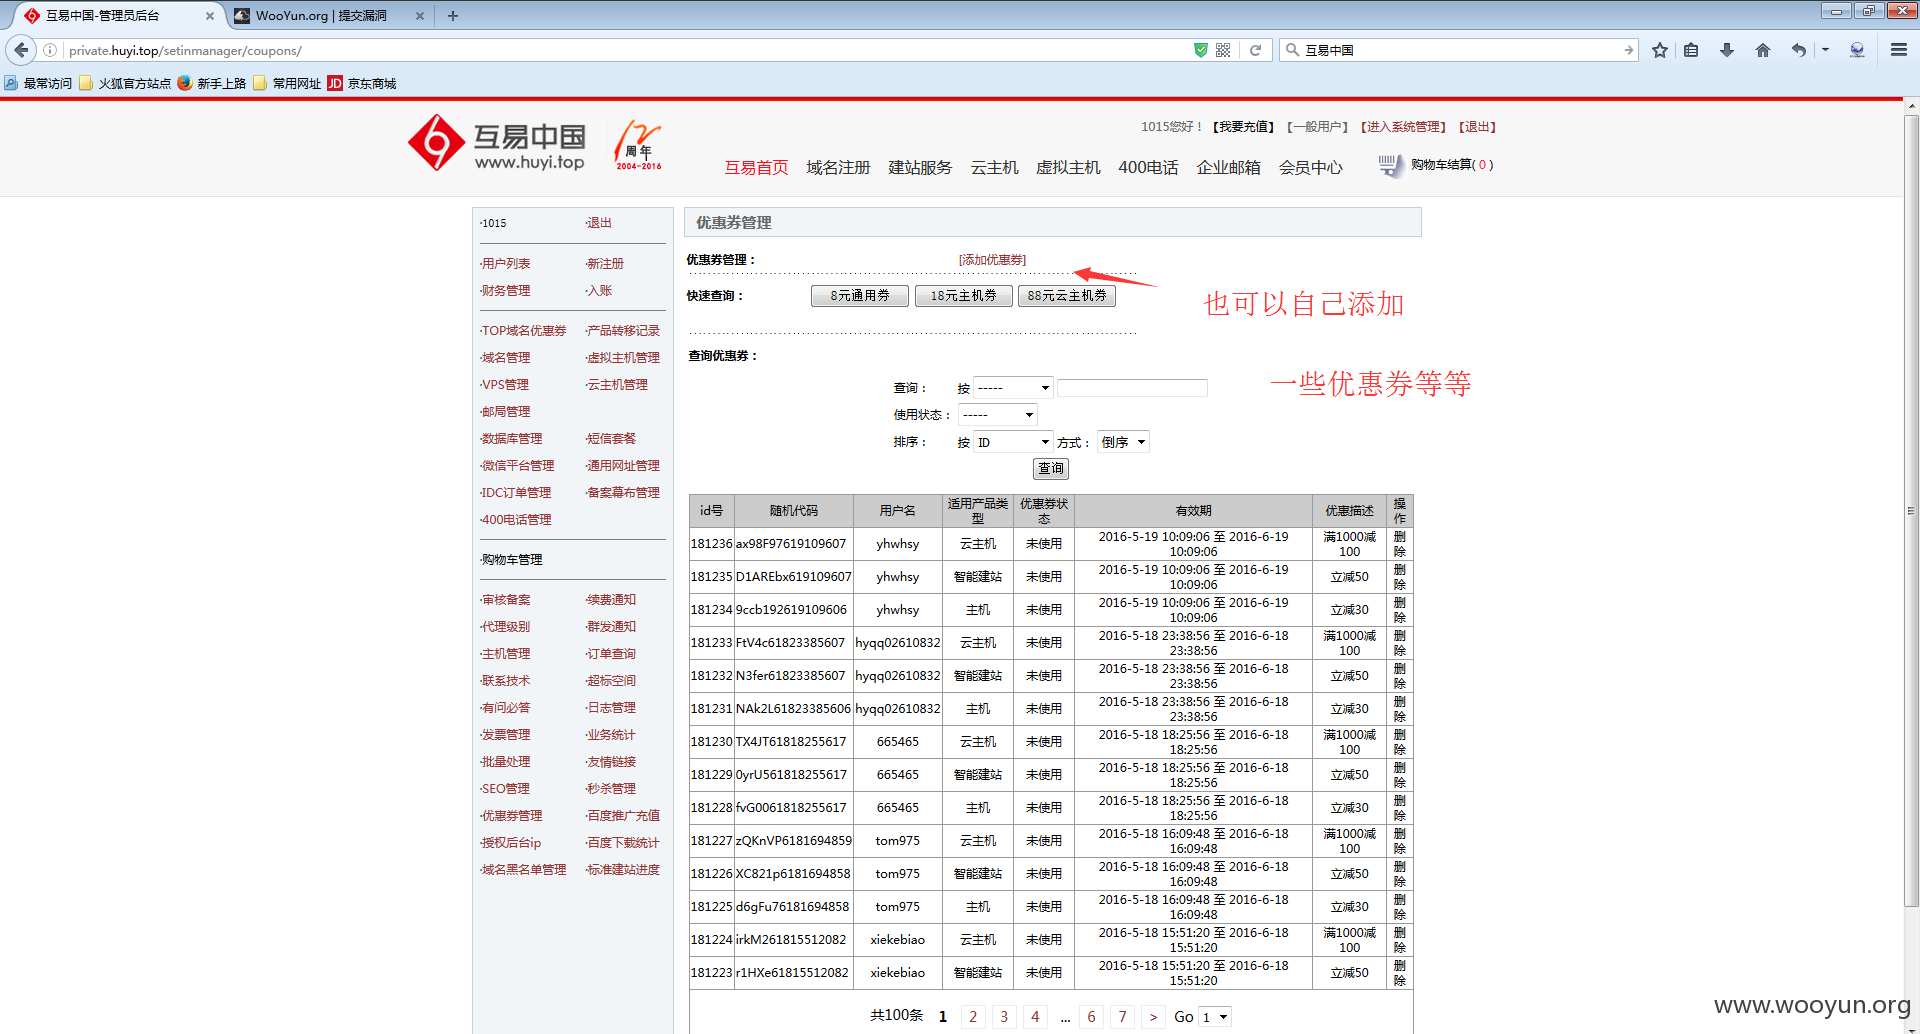 互易中国-管理员后台
WooYun.org | 提交漏洞
private.huyi.top/setinmanager/coupons/
互易中国
最常访问 火狐官方站点 新手上路 常用网址 JD 京东商城
互易中国
www.huyi.top
12 周年
2004-2016
1015您好！ 【我要充值】 【一般用户】 【进入系统管理】 【退出】
互易首页 域名注册 建站服务 云主机 虚拟主机 400电话 企业邮箱 会员中心 购物车结算( 0 )
·1015 ·退出
·用户列表 ·新注册
·财务管理 ·入账
·TOP域名优惠券 ·产品转移记录
·域名管理 ·虚拟主机管理
·VPS管理 ·云主机管理
·邮局管理
·数据库管理 ·短信套餐
·微信平台管理 ·通用网址管理
·IDC订单管理 ·备案幕布管理
·400电话管理
·购物车管理
·审核备案 ·续费通知
·代理级别 ·群发通知
·主机管理 ·订单查询
·联系技术 ·超标空间
·有问必答 ·日志管理
·发票管理 ·业务统计
·批量处理 ·友情链接
·SEO管理 ·秒杀管理
·优惠券管理 ·百度推广充值
·授权后台ip ·百度下载统计
·域名黑名单管理 ·标准建站进度
优惠券管理
优惠券管理： [添加优惠券]
快速查询： 8元通用券 18元主机券 88元云主机券
也可以自己添加
查询优惠券：
一些优惠券等等
查询： 按 -----
使用状态： -----
排序： 按 ID 方式： 倒序
查询
id号 随机代码 用户名 适用产品类型 优惠券状态 有效期 优惠描述 操作
181236 ax98F97619109607 yhwhsy 云主机 未使用 2016-5-19 10:09:06 至 2016-6-19 10:09:06 满1000减100 删除
181235 D1AREbx619109607 yhwhsy 智能建站 未使用 2016-5-19 10:09:06 至 2016-6-19 10:09:06 立减50 删除
181234 9ccb192619109606 yhwhsy 主机 未使用 2016-5-19 10:09:06 至 2016-6-19 10:09:06 立减30 删除
181233 FtV4c61823385607 hyqq02610832 云主机 未使用 2016-5-18 23:38:56 至 2016-6-18 23:38:56 满1000减100 删除
181232 N3fer61823385607 hyqq02610832 智能建站 未使用 2016-5-18 23:38:56 至 2016-6-18 23:38:56 立减50 删除
181231 NAk2L61823385606 hyqq02610832 主机 未使用 2016-5-18 23:38:56 至 2016-6-18 23:38:56 立减30 删除
181230 TX4JT61818255617 665465 云主机 未使用 2016-5-18 18:25:56 至 2016-6-18 18:25:56 满1000减100 删除
181229 0yrU561818255617 665465 智能建站 未使用 2016-5-18 18:25:56 至 2016-6-18 18:25:56 立减50 删除
181228 fvG0061818255617 665465 主机 未使用 2016-5-18 18:25:56 至 2016-6-18 18:25:56 立减30 删除
181227 zQKnVP6181694859 tom975 云主机 未使用 2016-5-18 16:09:48 至 2016-6-18 16:09:48 满1000减100 删除
181226 XC821p6181694858 tom975 智能建站 未使用 2016-5-18 16:09:48 至 2016-6-18 16:09:48 立减50 删除
181225 d6gFu76181694858 tom975 主机 未使用 2016-5-18 16:09:48 至 2016-6-18 16:09:48 立减30 删除
181224 irkM261815512082 xiekebiao 云主机 未使用 2016-5-18 15:51:20 至 2016-6-18 15:51:20 满1000减100 删除
181223 r1HXe61815512082 xiekebiao 智能建站 未使用 2016-5-18 15:51:20 至 2016-6-18 15:51:20 立减50 删除
共100条 1 2 3 4 ... 6 7 > Go 1
www.wooyun.org